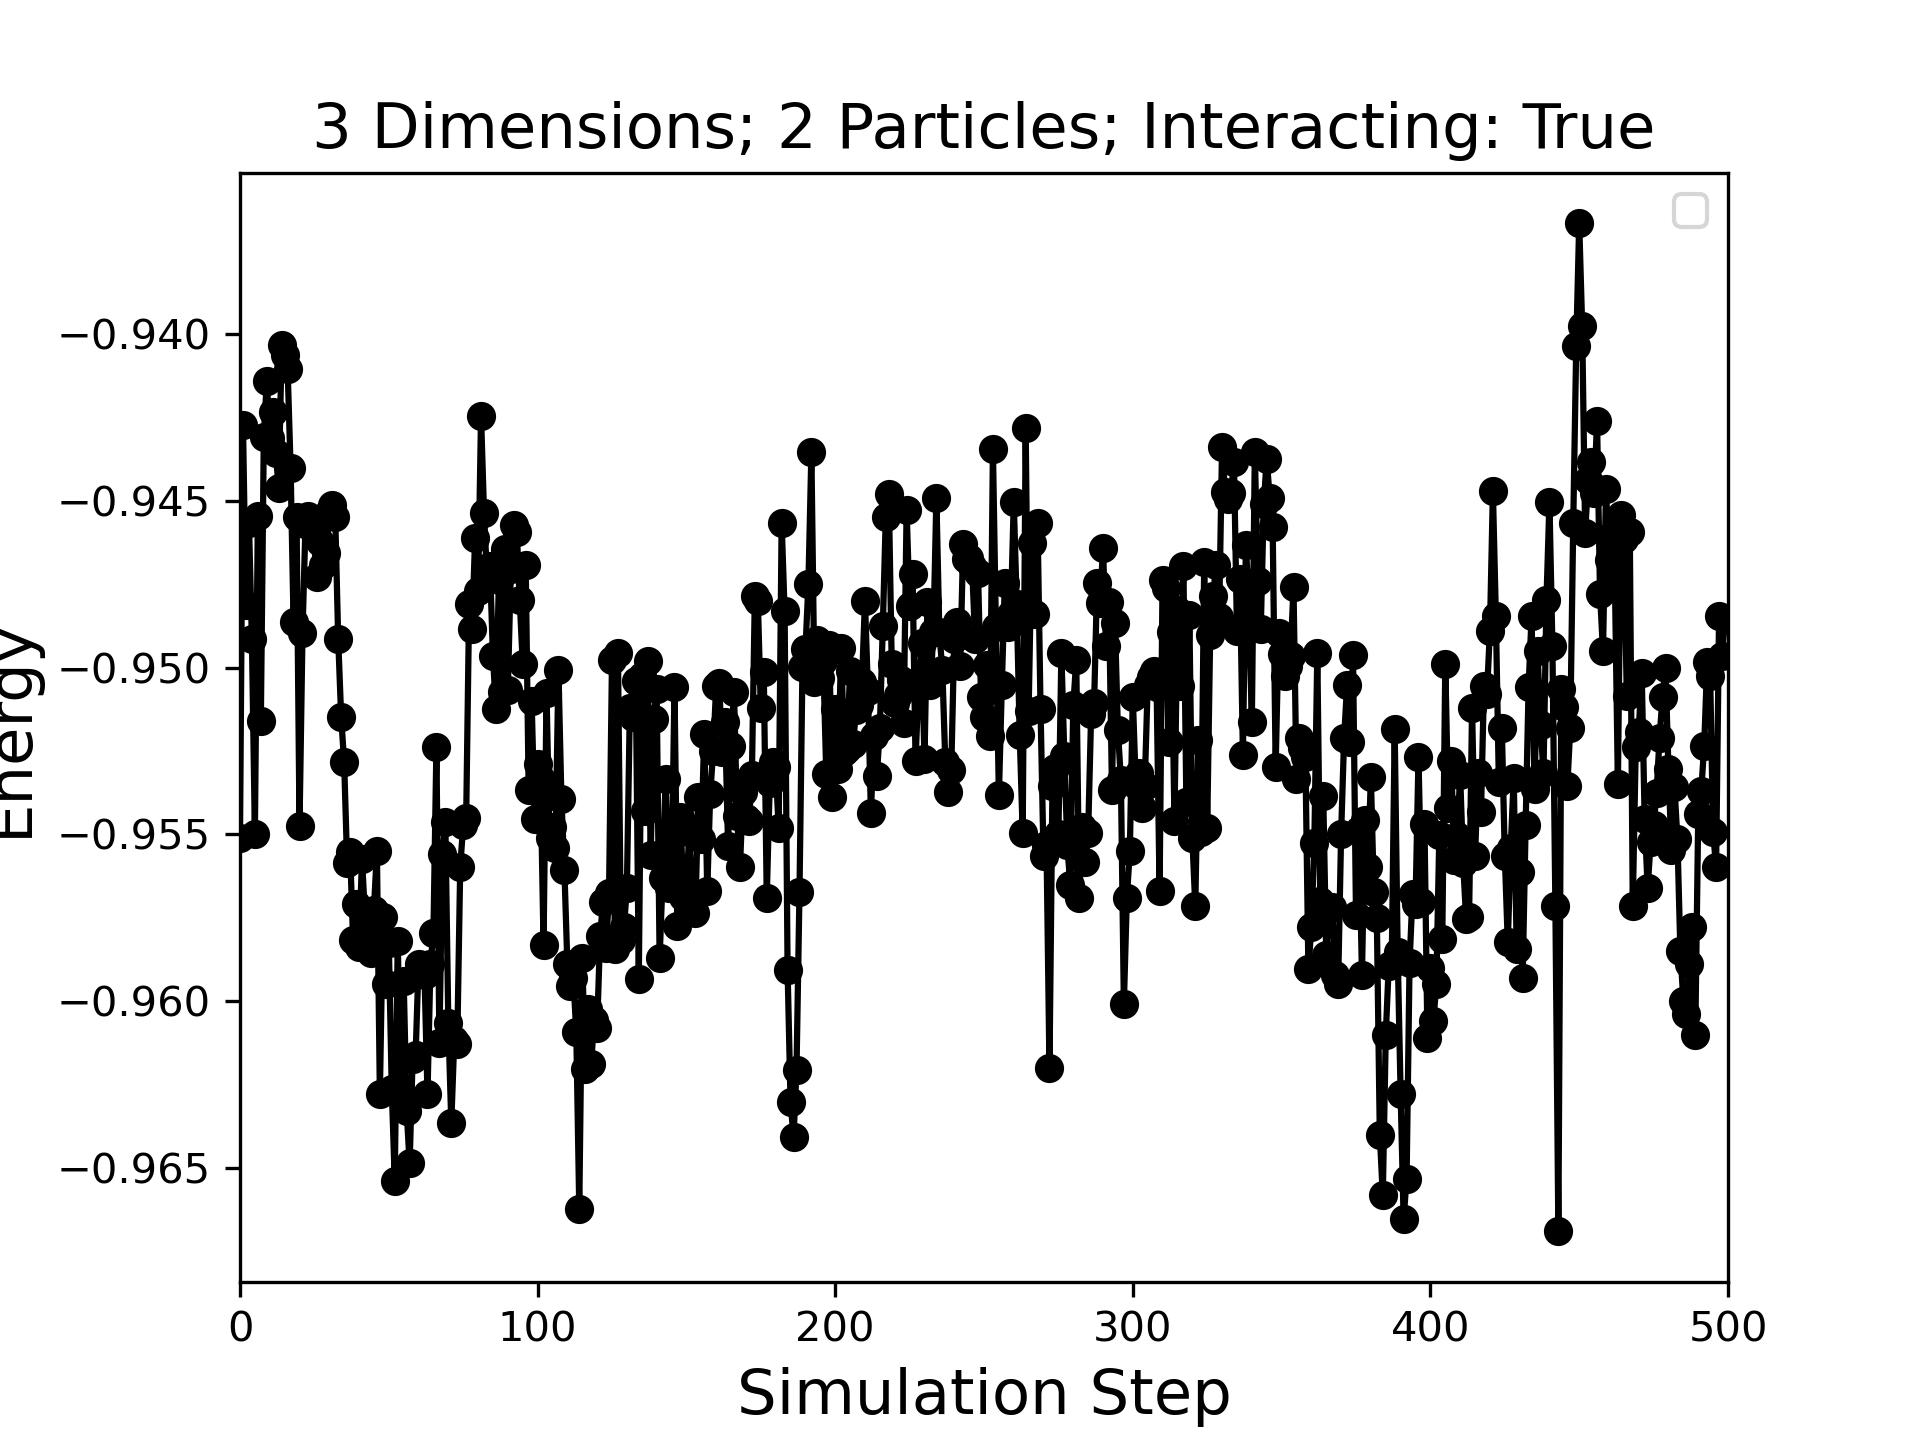 3 Dimensions; 2 Particles; Interacting: True
Energy
−0.940
−0.945
−0.950
−0.955
−0.960
−0.965
0 100 200 300 400 500
Simulation Step